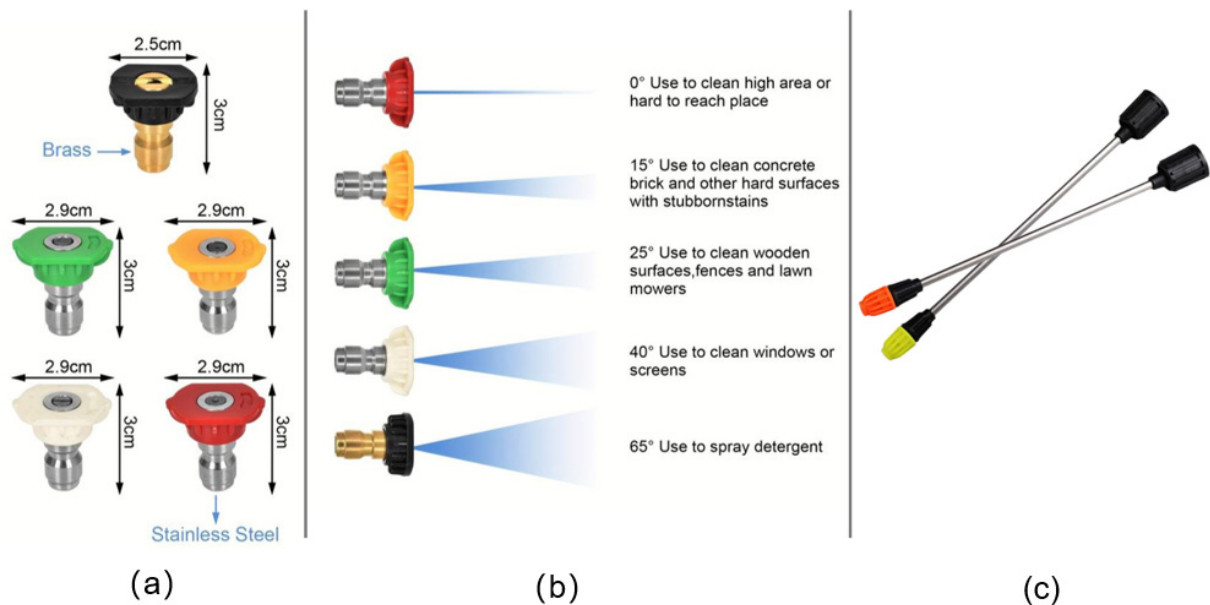 2.5cm
3cm
Brass
2.9cm
3cm
2.9cm
3cm
2.9cm
3cm
2.9cm
3cm
Stainless Steel
(a)
0° Use to clean high area or
hard to reach place
15° Use to clean concrete
brick and other hard surfaces
with stubbornstains
25° Use to clean wooden
surfaces,fences and lawn
mowers
40° Use to clean windows or
screens
65° Use to spray detergent
(b)
(c)